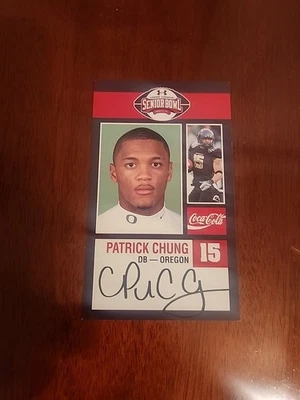 SENIOR BOWL
Coca-Cola
PATRICK CHUNG 15
DB — OREGON